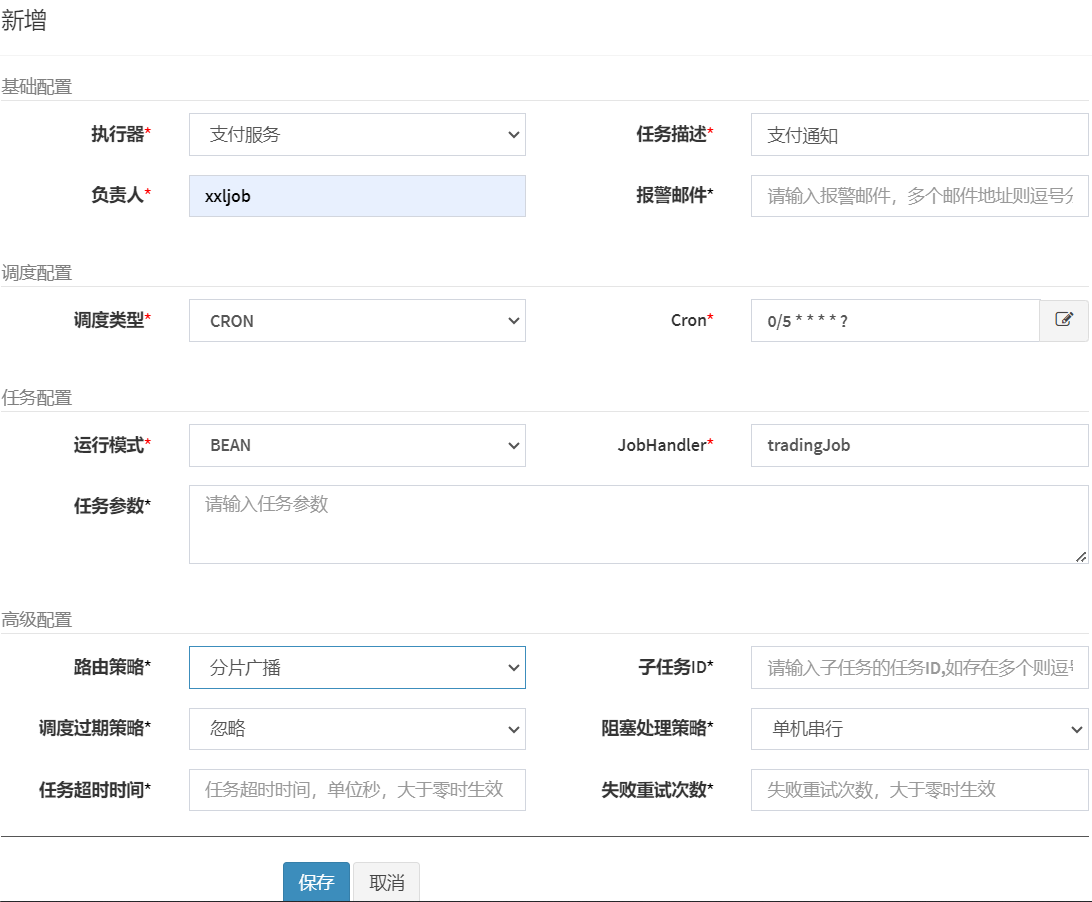 新增
基础配置
执行器* 支付服务 任务描述* 支付通知
负责人* xxljob 报警邮件* 请输入报警邮件，多个邮件地址则逗号分
调度配置
调度类型* CRON Cron* 0/5 * * * * ?
任务配置
运行模式* BEAN JobHandler* tradingJob
任务参数* 请输入任务参数
高级配置
路由策略* 分片广播 子任务ID* 请输入子任务的任务ID,如存在多个则逗
调度过期策略* 忽略 阻塞处理策略* 单机串行
任务超时时间* 任务超时时间，单位秒，大于零时生效 失败重试次数* 失败重试次数，大于零时生效
保存 取消